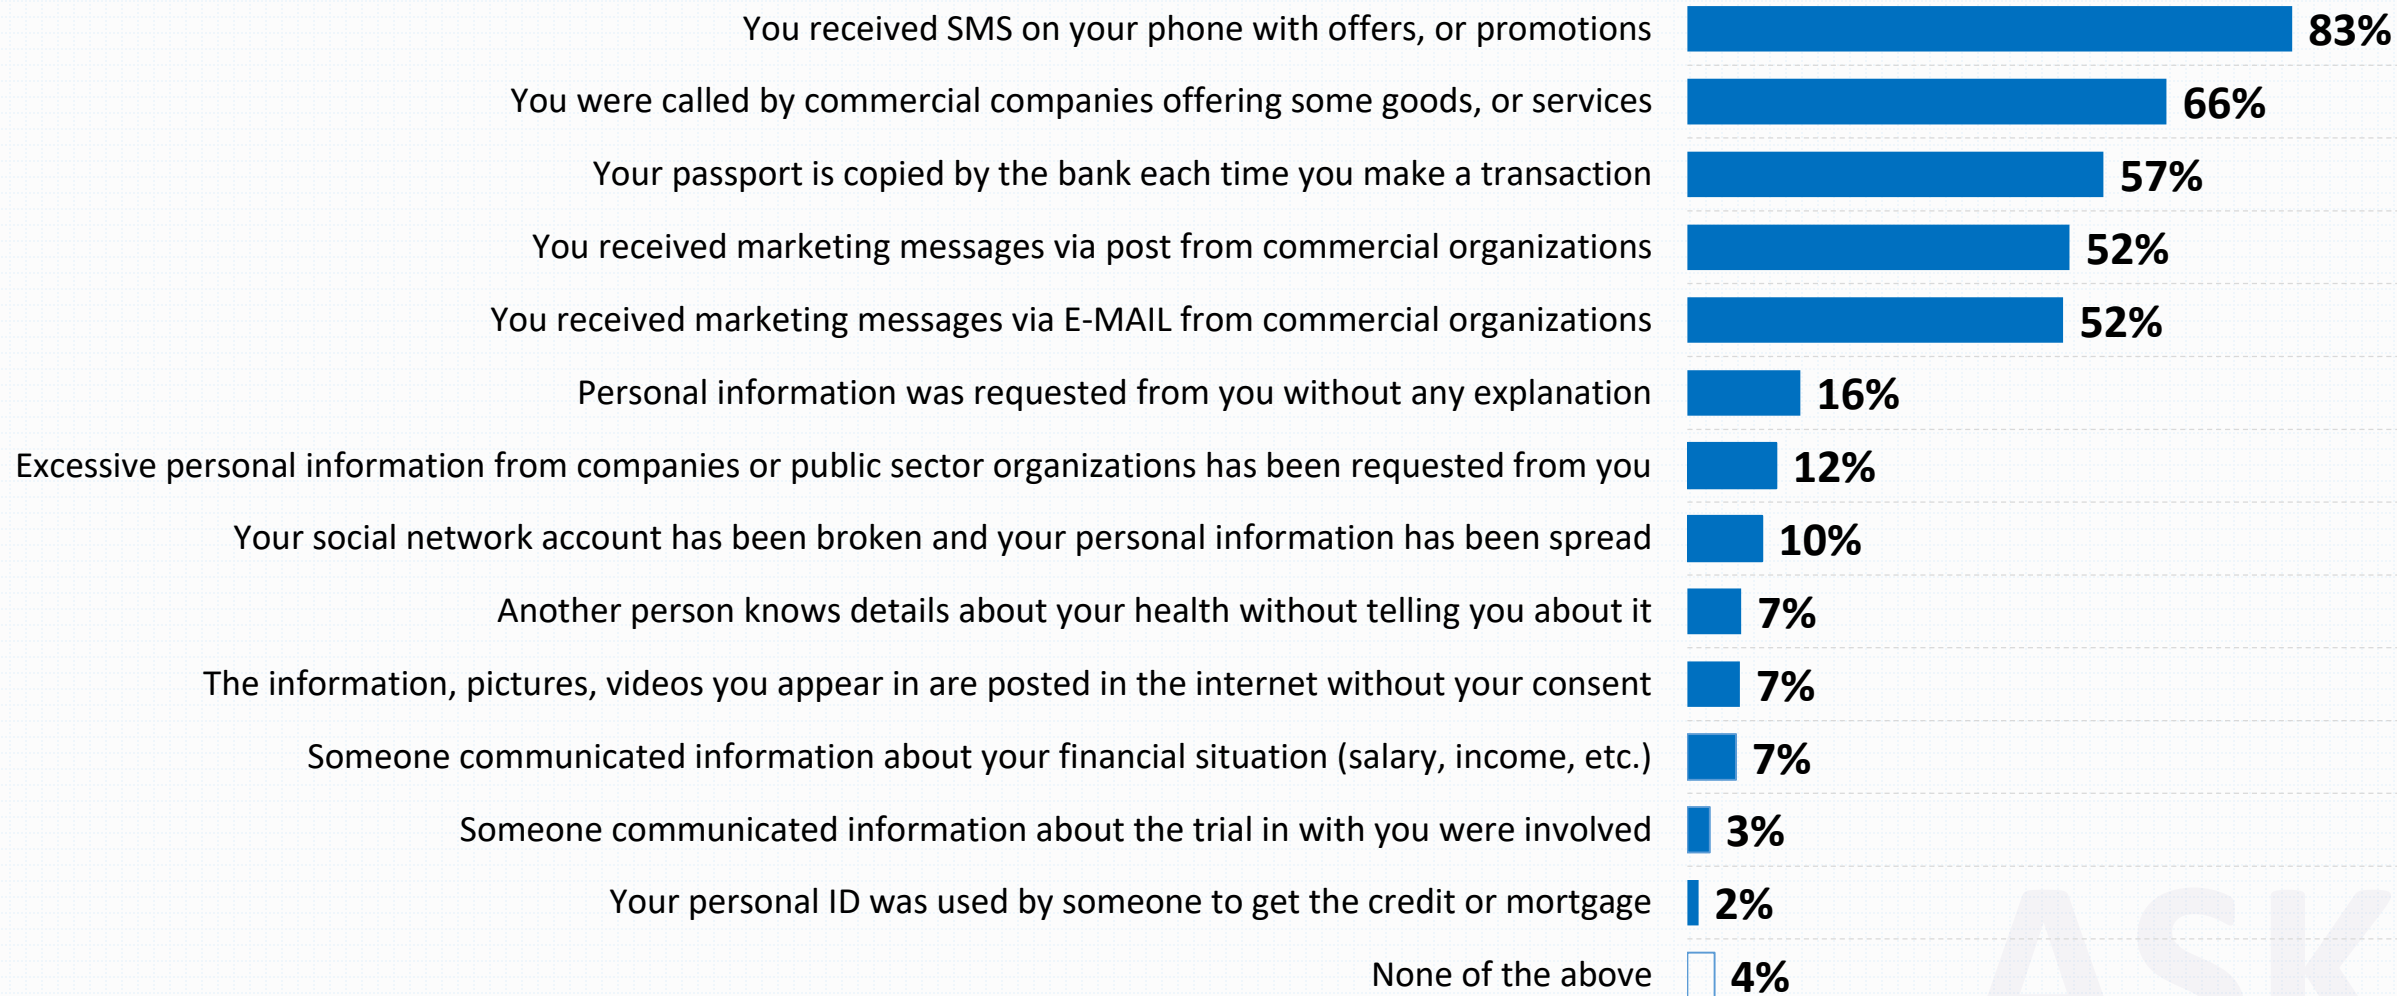 You received SMS on your phone with offers, or promotions 83%
You were called by commercial companies offering some goods, or services 66%
Your passport is copied by the bank each time you make a transaction 57%
You received marketing messages via post from commercial organizations 52%
You received marketing messages via E-MAIL from commercial organizations 52%
Personal information was requested from you without any explanation 16%
Excessive personal information from companies or public sector organizations has been requested from you 12%
Your social network account has been broken and your personal information has been spread 10%
Another person knows details about your health without telling you about it 7%
The information, pictures, videos you appear in are posted in the internet without your consent 7%
Someone communicated information about your financial situation (salary, income, etc.) 7%
Someone communicated information about the trial in with you were involved 3%
Your personal ID was used by someone to get the credit or mortgage 2%
None of the above 4%
ASK